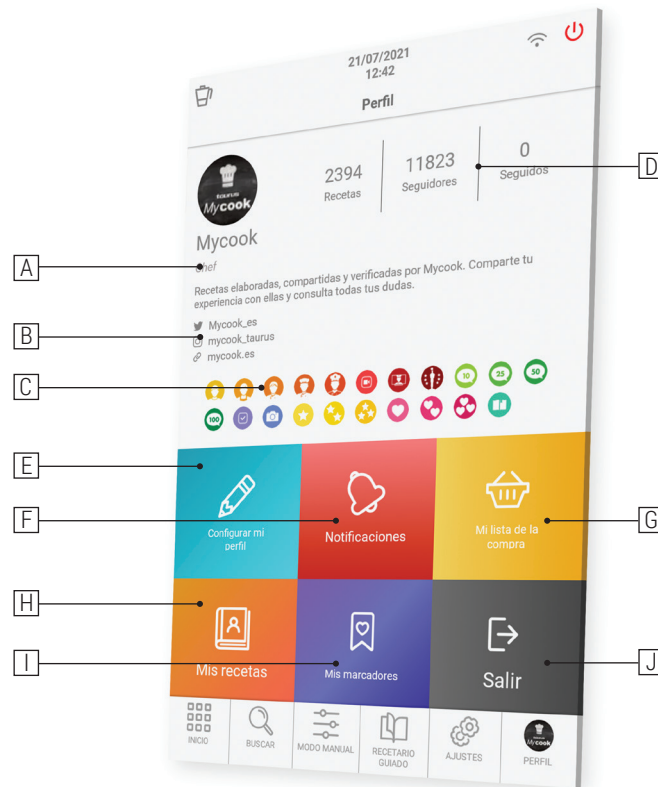 21/07/2021
12:42
Perfil
TAURUS
Mycook
2394
Recetas
11823
Seguidores
0
Seguidos
D
Mycook
A
Chef
Recetas elaboradas, compartidas y verificadas por Mycook. Comparte tu
experiencia con ellas y consulta todas tus dudas.
Mycook_es
B
mycook_taurus
mycook.es
C
10
25
50
100
E
Configurar mi
perfil
F
Notificaciones
G
Mi lista de la
compra
H
Mis recetas
I
Mis marcadores
J
Salir
INICIO
BUSCAR
MODO MANUAL
RECETARIO
GUIADO
AJUSTES
Mycook
PERFIL